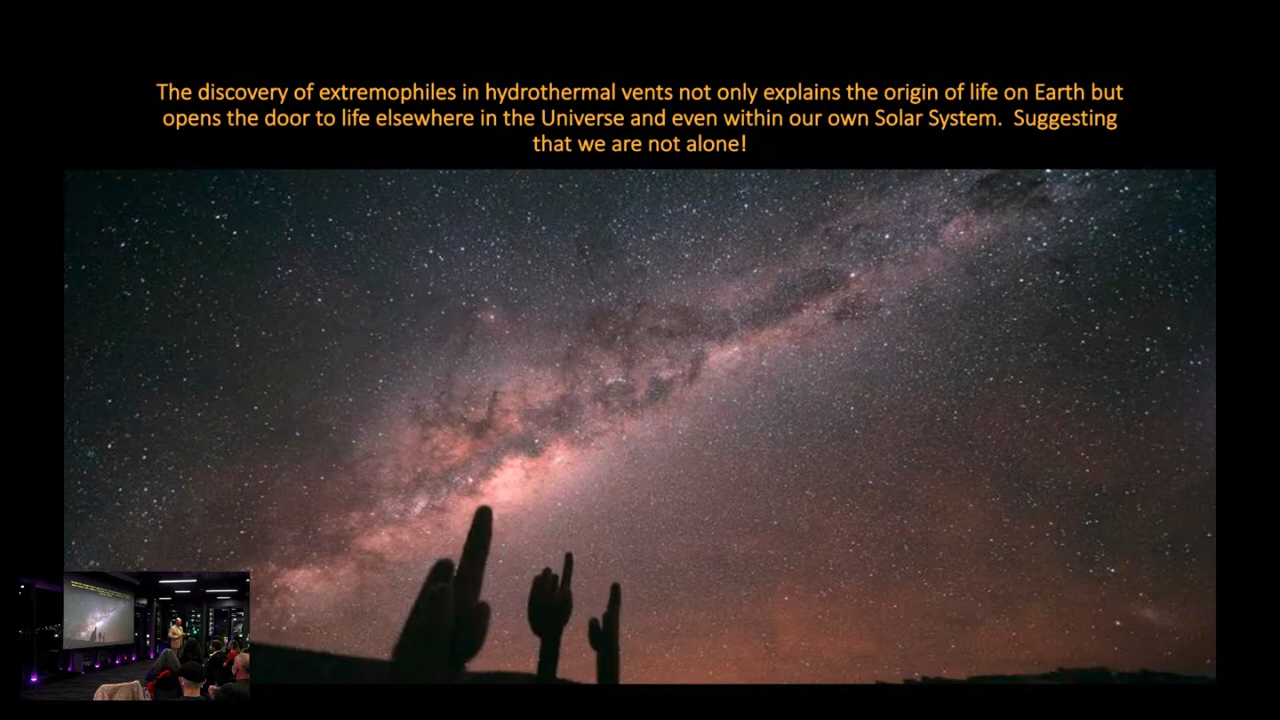 The discovery of extremophiles in hydrothermal vents not only explains the origin of life on Earth but
opens the door to life elsewhere in the Universe and even within our own Solar System.  Suggesting
that we are not alone!